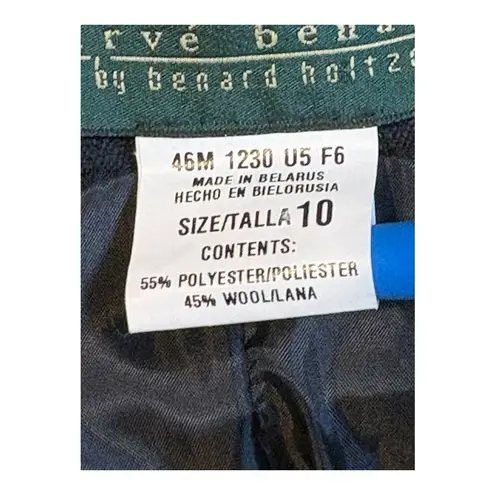 by benard
46M 1230 U5 F6
MADE IN BELARUS
HECHO EN BIELORUSIA
SIZE/TALLA 10
CONTENTS:
55% POLYESTER/POLIESTER
45% WOOL/LANA